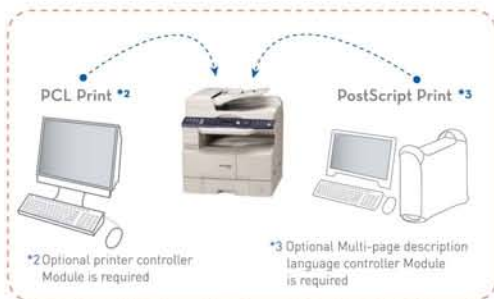 PCL Print *2
PostScript Print *3
*2 Optional printer controller
Module is required
*3 Optional Multi-page description
language controller Module
is required